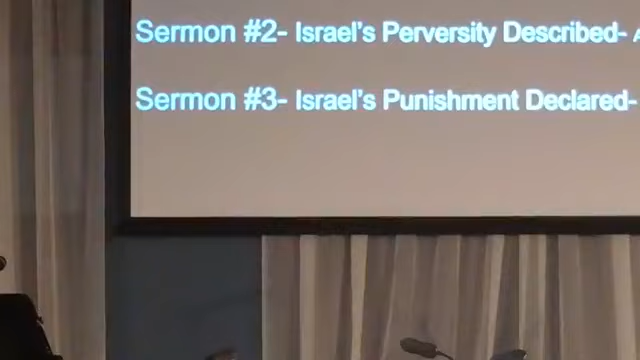 Sermon #2- Israel's Perversity Described-
Sermon #3- Israel's Punishment Declared-